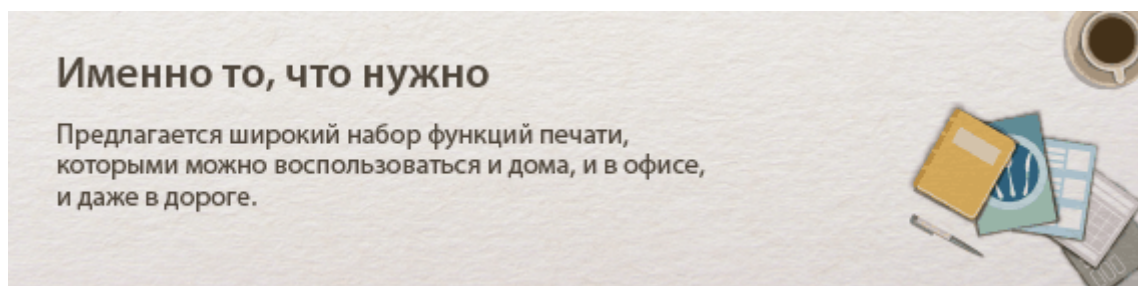 Именно то, что нужно
Предлагается широкий набор функций печати,
которыми можно воспользоваться и дома, и в офисе,
и даже в дороге.